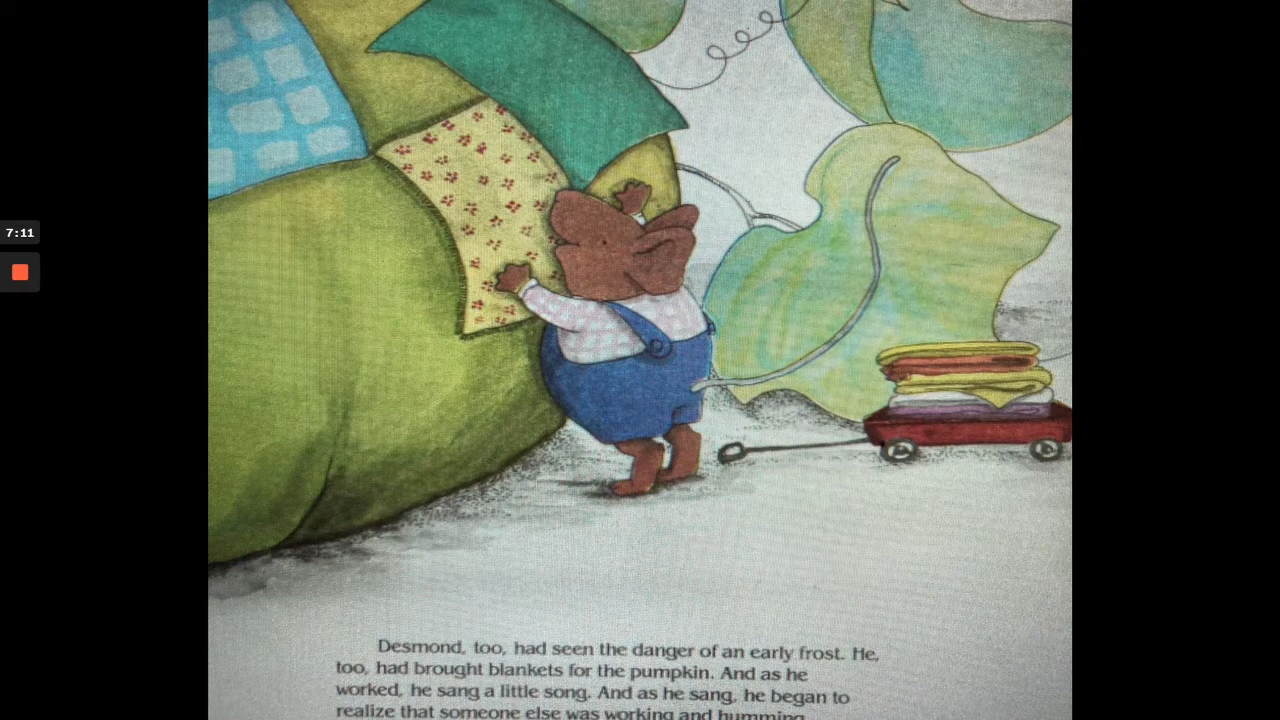 7:11
Desmond, too, had seen the danger of an early frost. He,
too, had brought blankets for the pumpkin. And as he
worked, he sang a little song. And as he sang, he began to
realize that someone else was working and humming